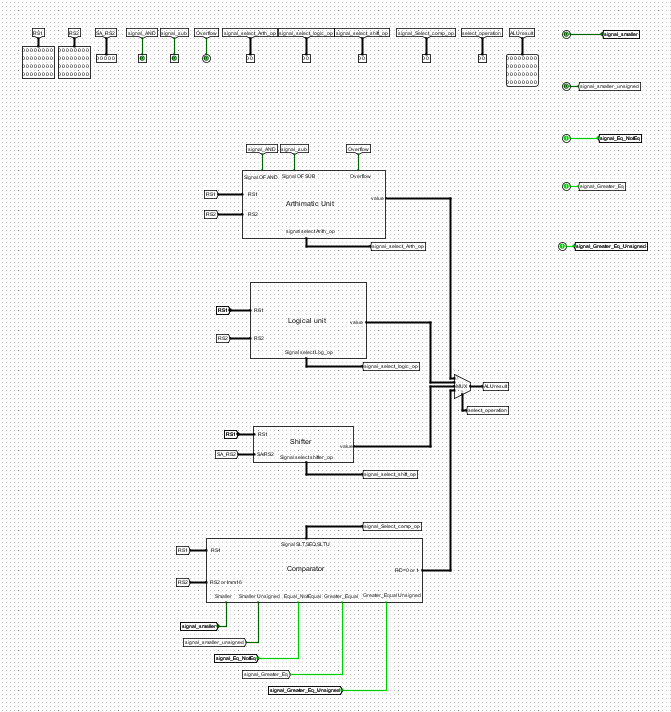 RS1 RS2 SA_RS2 signal_AND signal_sub Overflow signal_select_Arth_op signal_select_logic_op signal_select_shift_op signal_Select_comp_op select_operation ALUresult signal_smaller
signal_smaller_unsigned
signal_Eq_NotEq
signal_Greater_Eq
signal_Greater_Eq_Unsigned
signal_AND signal_sub Overflow
Signal OF AND Signal OF SUB Overflow
RS1 RS1 value
Arthimatic Unit
RS2 RS2
signal select Arith_op
signal_select_Arth_op
RS1 RS1
Logical unit value
RS2 RS2
Signal select Log_op
signal_select_logic_op
MUX ALUresult
select_operation
RS1 RS1
Shifter value
SA_RS2 SA/RS2
Signal select shifter_op
signal_select_shift_op
signal_Select_comp_op
Signal SLT,SEQ,SLTU
RS1 RS1
Comparator RD=0 or 1
RS2 RS2 or Imm16
Smaller Smaller Unsigned Equal_NotEqual Greater_Equal Greater_Equal Unsigned
signal_smaller
signal_smaller_unsigned
signal_Eq_NotEq
signal_Greater_Eq
signal_Greater_Eq_Unsigned